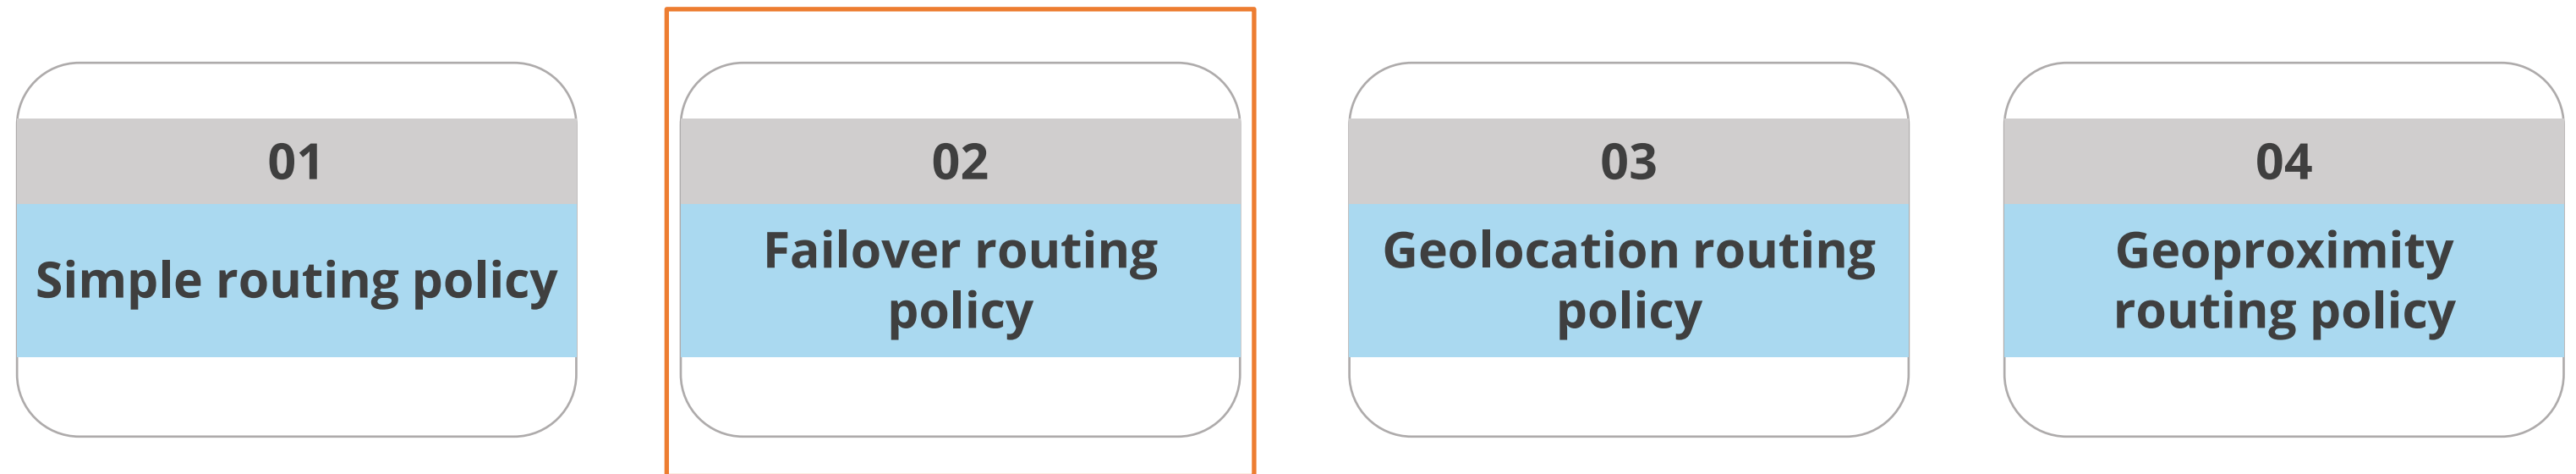 01
Simple routing policy
02
Failover routing
policy
03
Geolocation routing
policy
04
Geoproximity
routing policy